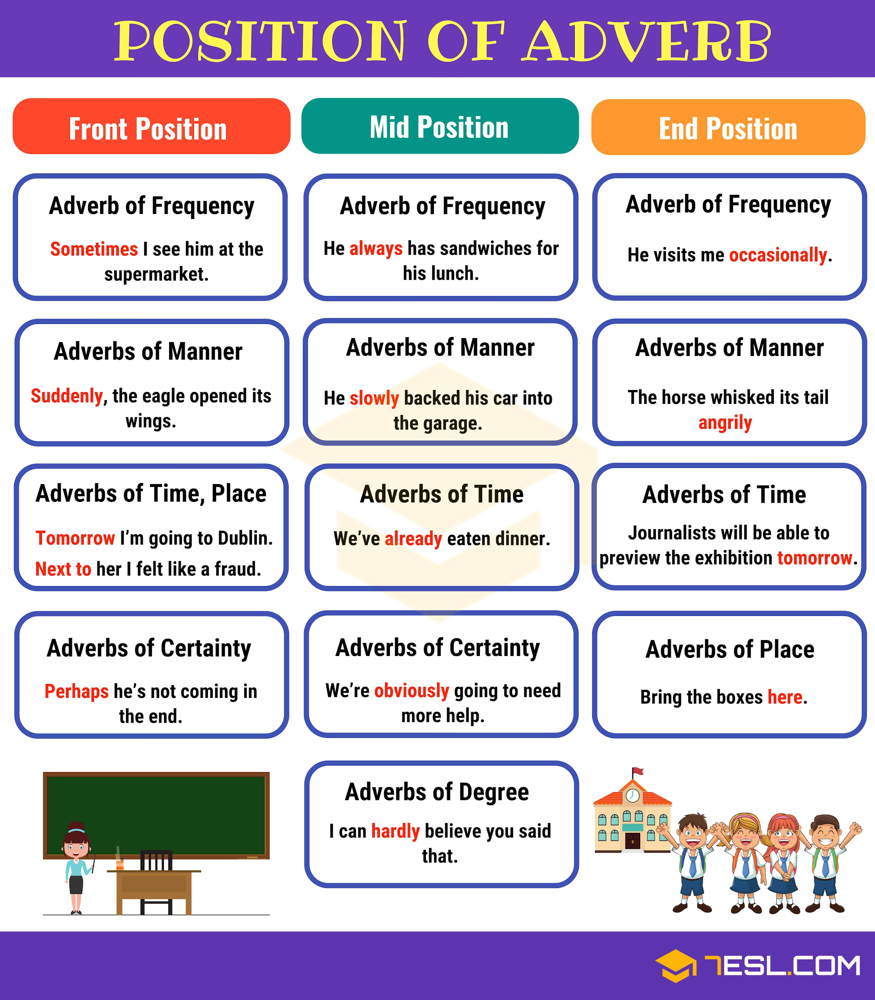 POSITION OF ADVERB
Front Position
Adverb of Frequency
Sometimes I see him at the
supermarket.
Adverbs of Manner
Suddenly, the eagle opened its
wings.
Adverbs of Time, Place
Tomorrow I’m going to Dublin.
Next to her I felt like a fraud.
Adverbs of Certainty
Perhaps he’s not coming in
the end.
Mid Position
Adverb of Frequency
He always has sandwiches for
his lunch.
Adverbs of Manner
He slowly backed his car into
the garage.
Adverbs of Time
We’ve already eaten dinner.
Adverbs of Certainty
We’re obviously going to need
more help.
Adverbs of Degree
I can hardly believe you said
that.
End Position
Adverb of Frequency
He visits me occasionally.
Adverbs of Manner
The horse whisked its tail
angrily
Adverbs of Time
Journalists will be able to
preview the exhibition tomorrow.
Adverbs of Place
Bring the boxes here.
7ESL.COM